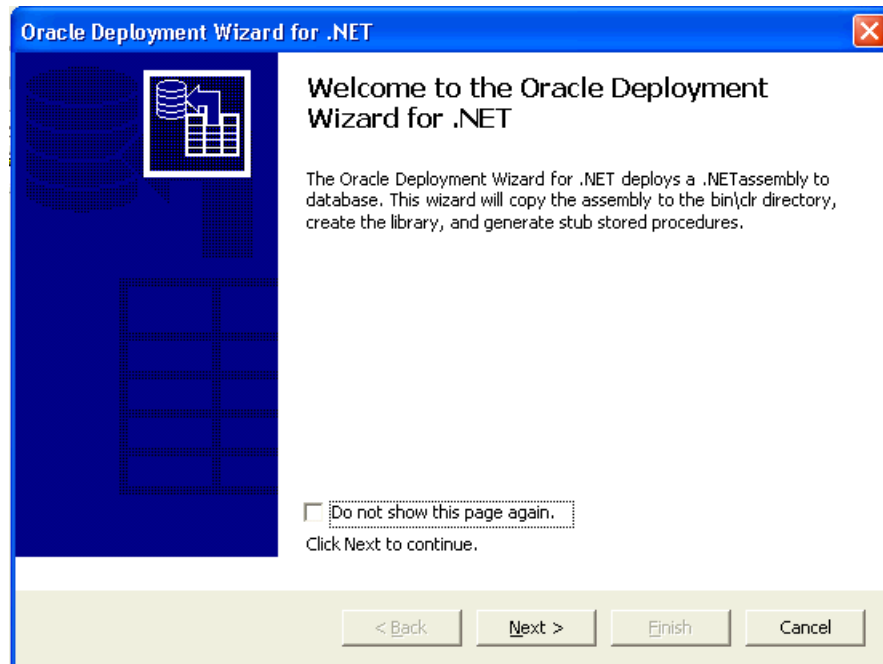 Oracle Deployment Wizard for .NET
Welcome to the Oracle Deployment
Wizard for .NET
The Oracle Deployment Wizard for .NET deploys a .NETassembly to
database. This wizard will copy the assembly to the bin\clr directory,
create the library, and generate stub stored procedures.
Do not show this page again.
Click Next to continue.
< Back Next > Finish Cancel